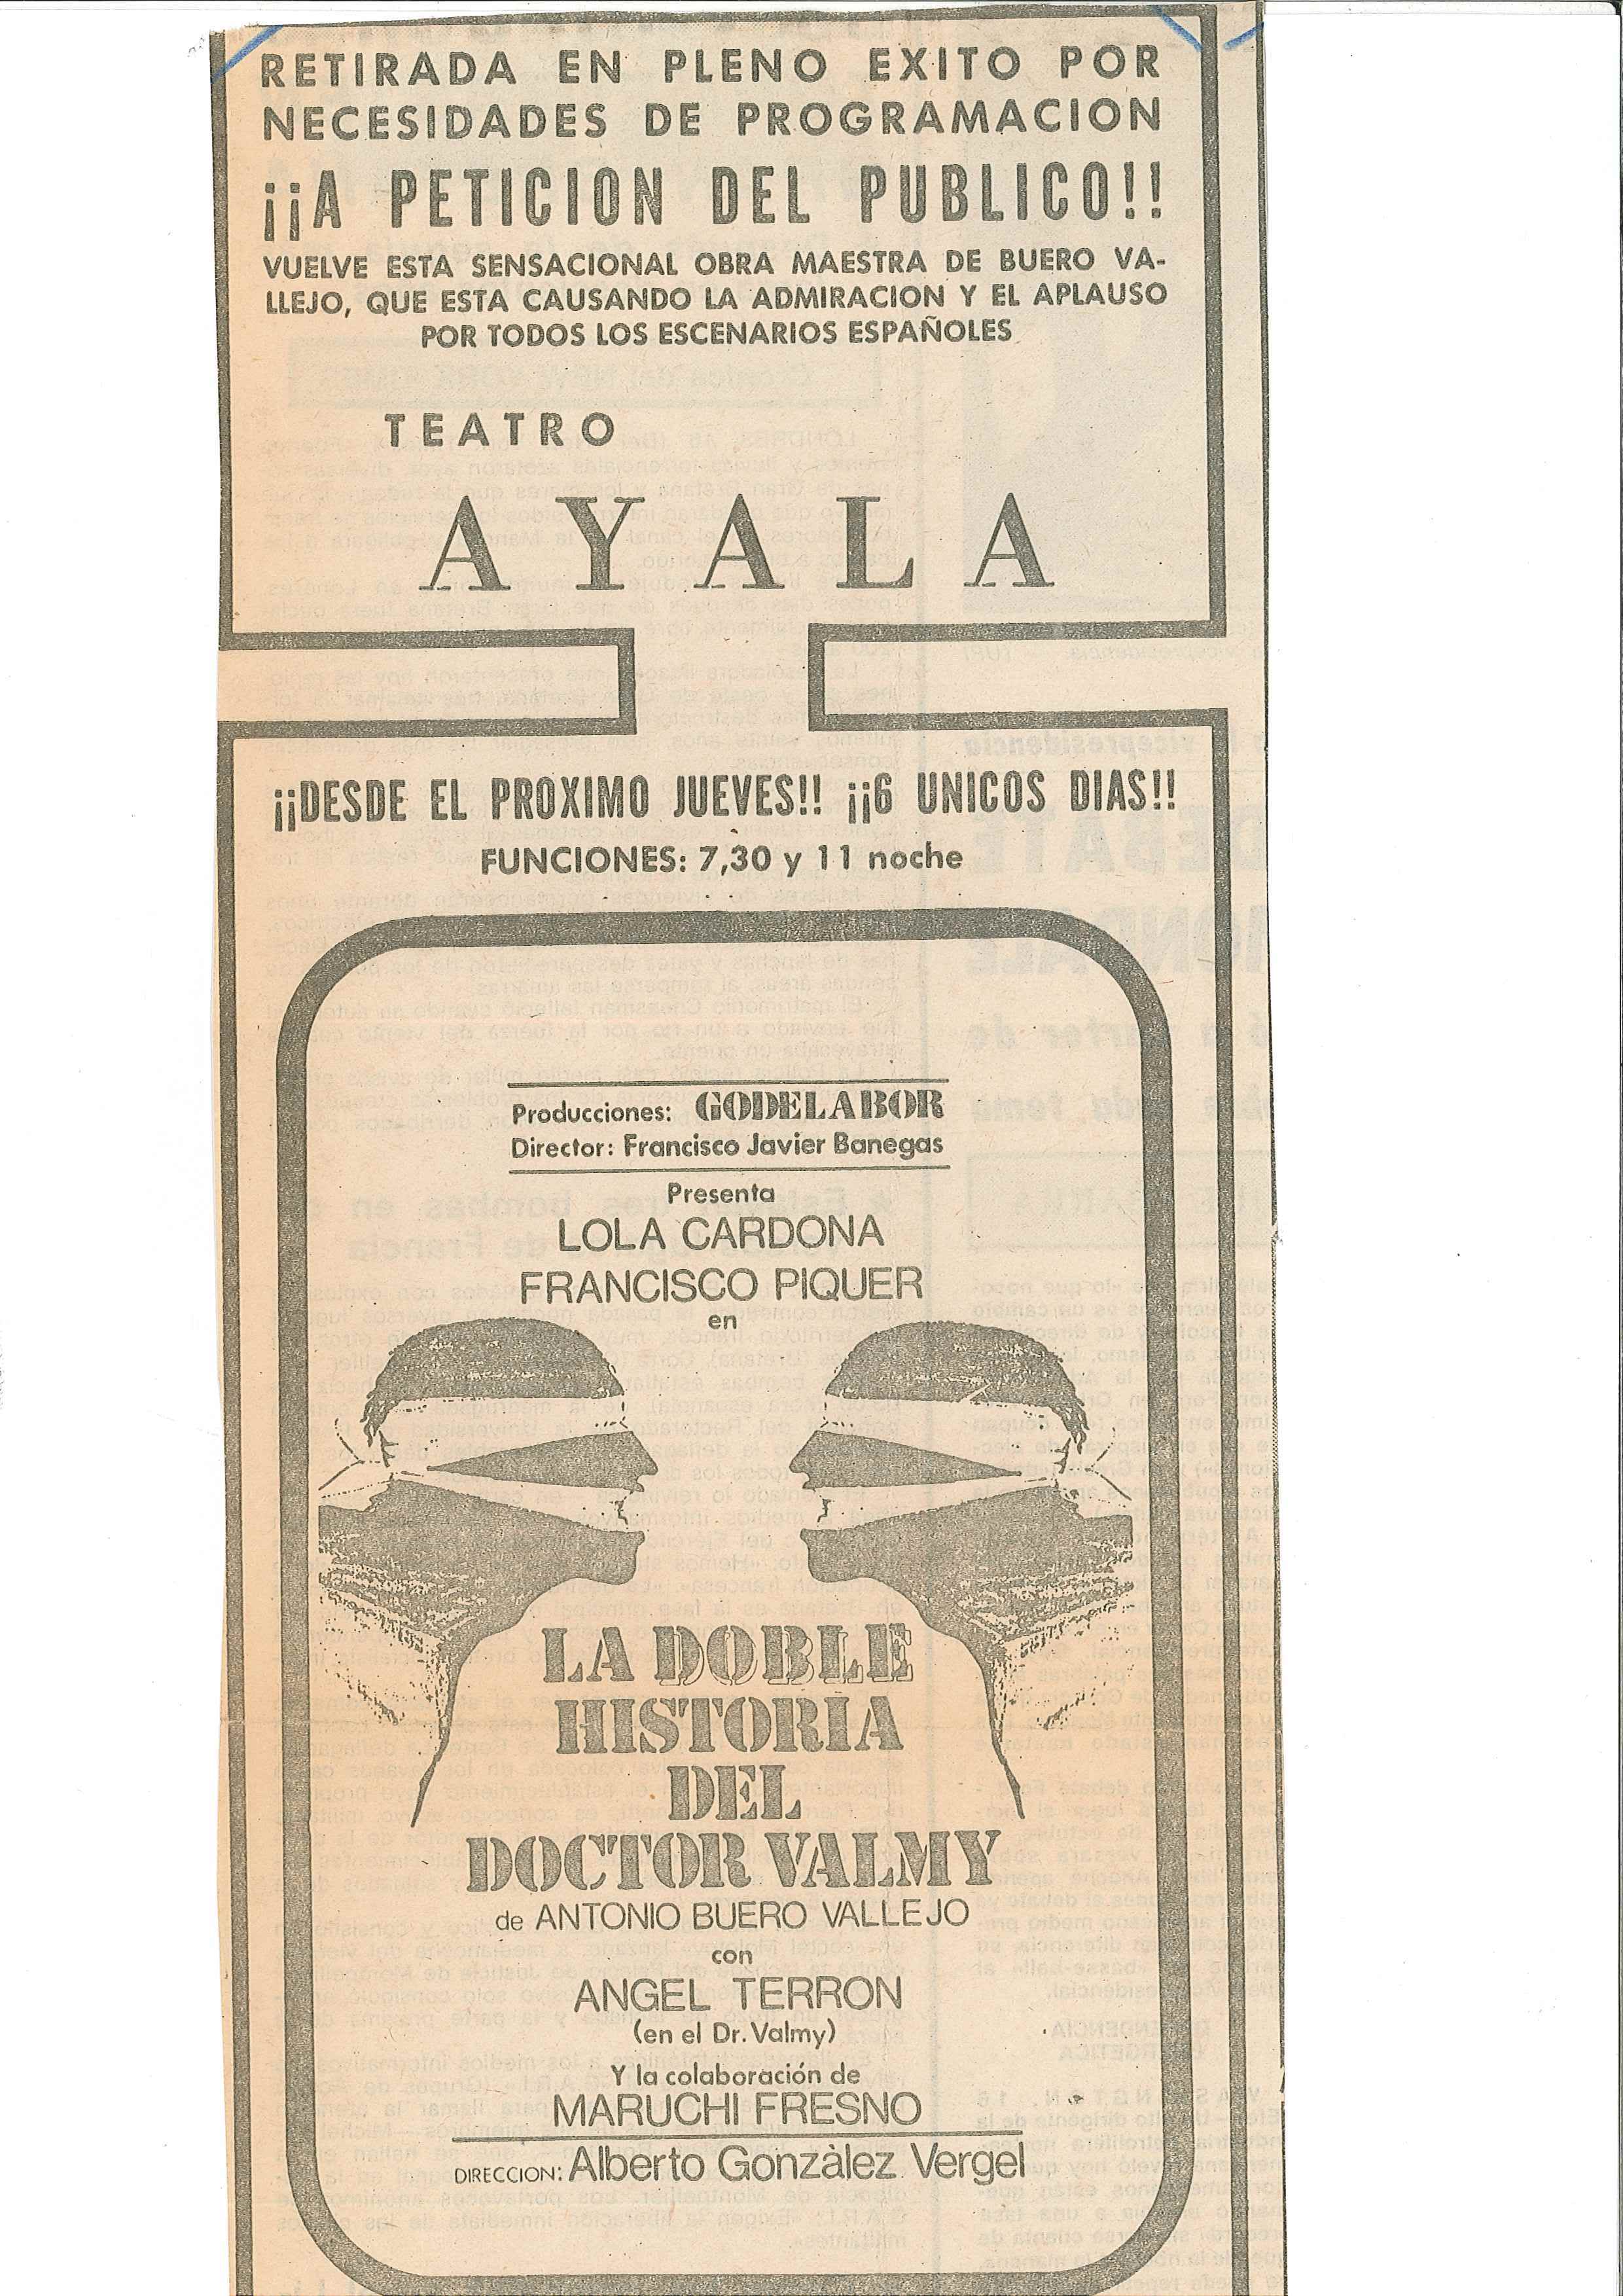 RETIRADA EN PLENO EXITO POR
NECESIDADES DE PROGRAMACION
¡¡A PETICION DEL PUBLICO!!
VUELVE ESTA SENSACIONAL OBRA MAESTRA DE BUERO VA-
LLEJO, QUE ESTA CAUSANDO LA ADMIRACION Y EL APLAUSO
POR TODOS LOS ESCENARIOS ESPAÑOLES
TEATRO
AYALA
¡¡DESDE EL PROXIMO JUEVES!! ¡¡6 UNICOS DIAS!!
FUNCIONES: 7,30 y 11 noche
Producciones: GODELABOR
Director: Francisco Javier Banegas
Presenta
LOLA CARDONA
FRANCISCO PIQUER
en
LA DOBLE
HISTORIA
DEL
DOCTOR VALMY
de ANTONIO BUERO VALLEJO
con
ANGEL TERRON
(en el Dr. Valmy)
Y la colaboración de
MARUCHI FRESNO
DIRECCION: Alberto Gonzàlez Vergel